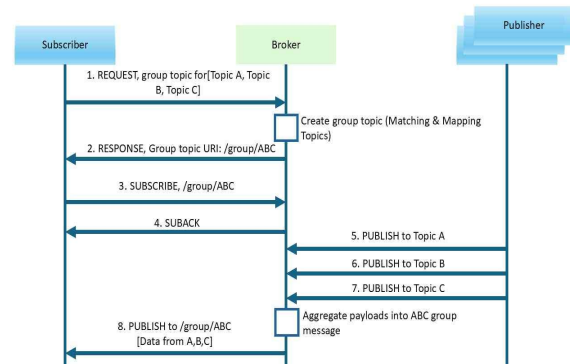 Subscriber
Broker
Publisher
1. REQUEST, group topic for[Topic A, Topic
B, Topic C]
Create group topic (Matching & Mapping
Topics)
2. RESPONSE, Group topic URI: /group/ABC
3. SUBSCRIBE, /group/ABC
4. SUBACK
5. PUBLISH to Topic A
6. PUBLISH to Topic B
7. PUBLISH to Topic C
Aggregate payloads into ABC group
message
8. PUBLISH to /group/ABC
[Data from A,B,C]